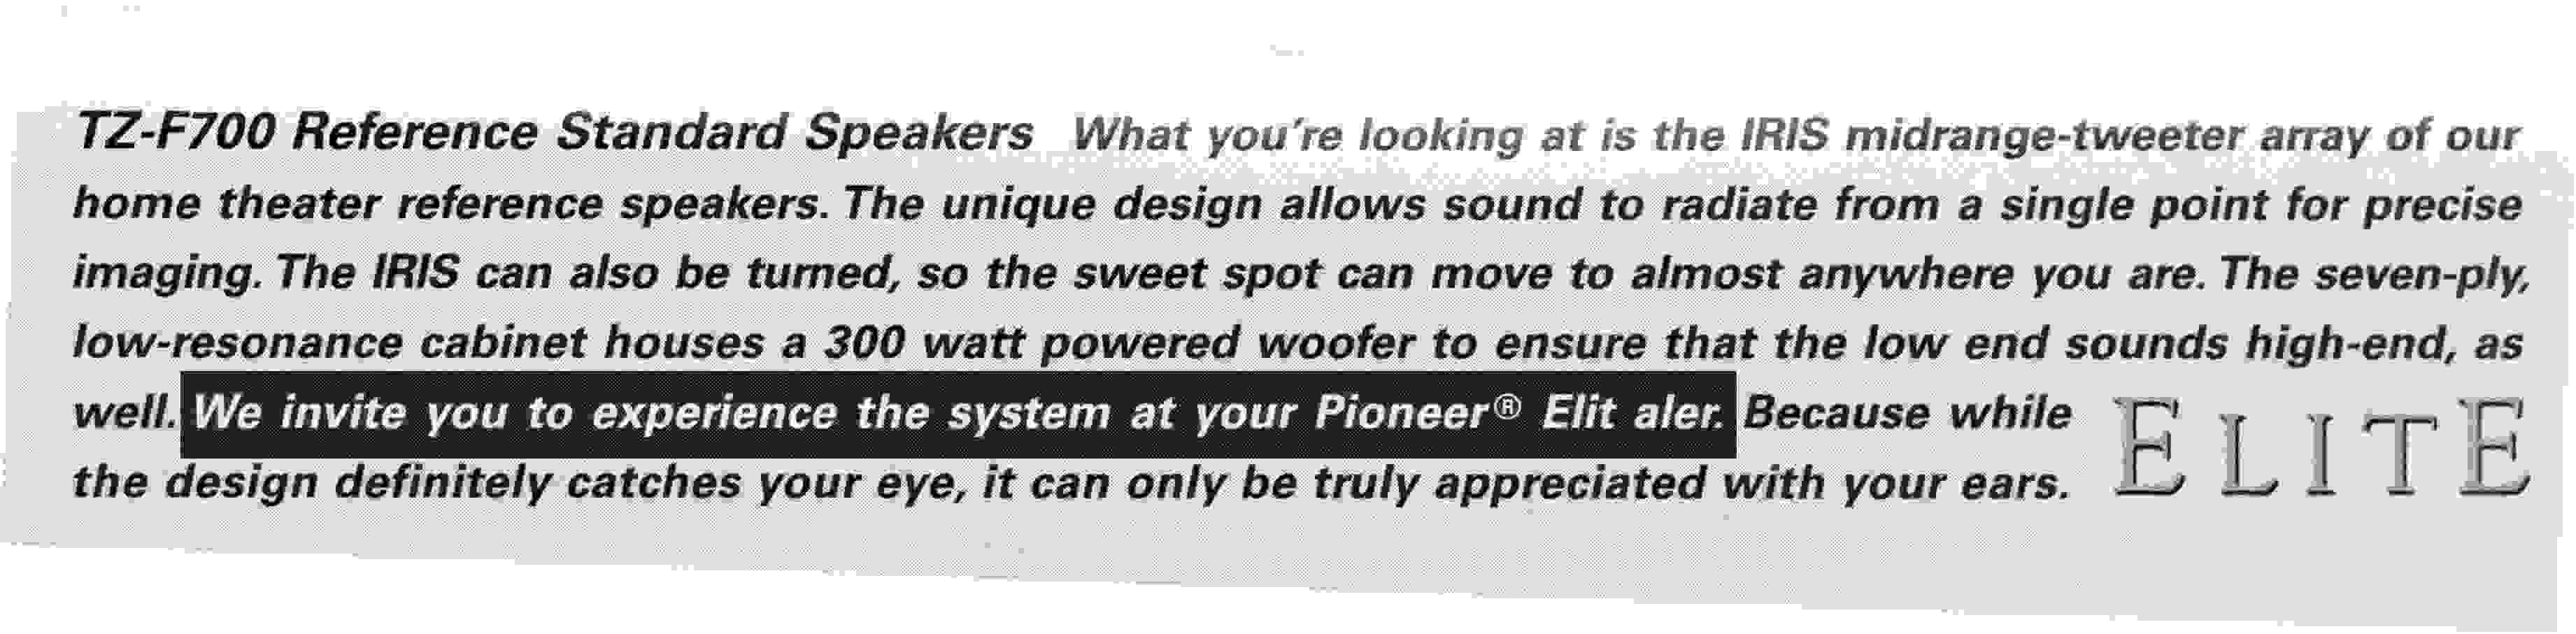 TZ-F700 Reference Standard Speakers What you're looking at is the IRIS midrange-tweeter array of our
home theater reference speakers. The unique design allows sound to radiate from a single point for precise
imaging. The IRIS can also be turned, so the sweet spot can move to almost anywhere you are. The seven-ply,
low-resonance cabinet houses a 300 watt powered woofer to ensure that the low end sounds high-end, as
well. We invite you to experience the system at your Pioneer® Elit aler. Because while
the design definitely catches your eye, it can only be truly appreciated with your ears.
ELITE